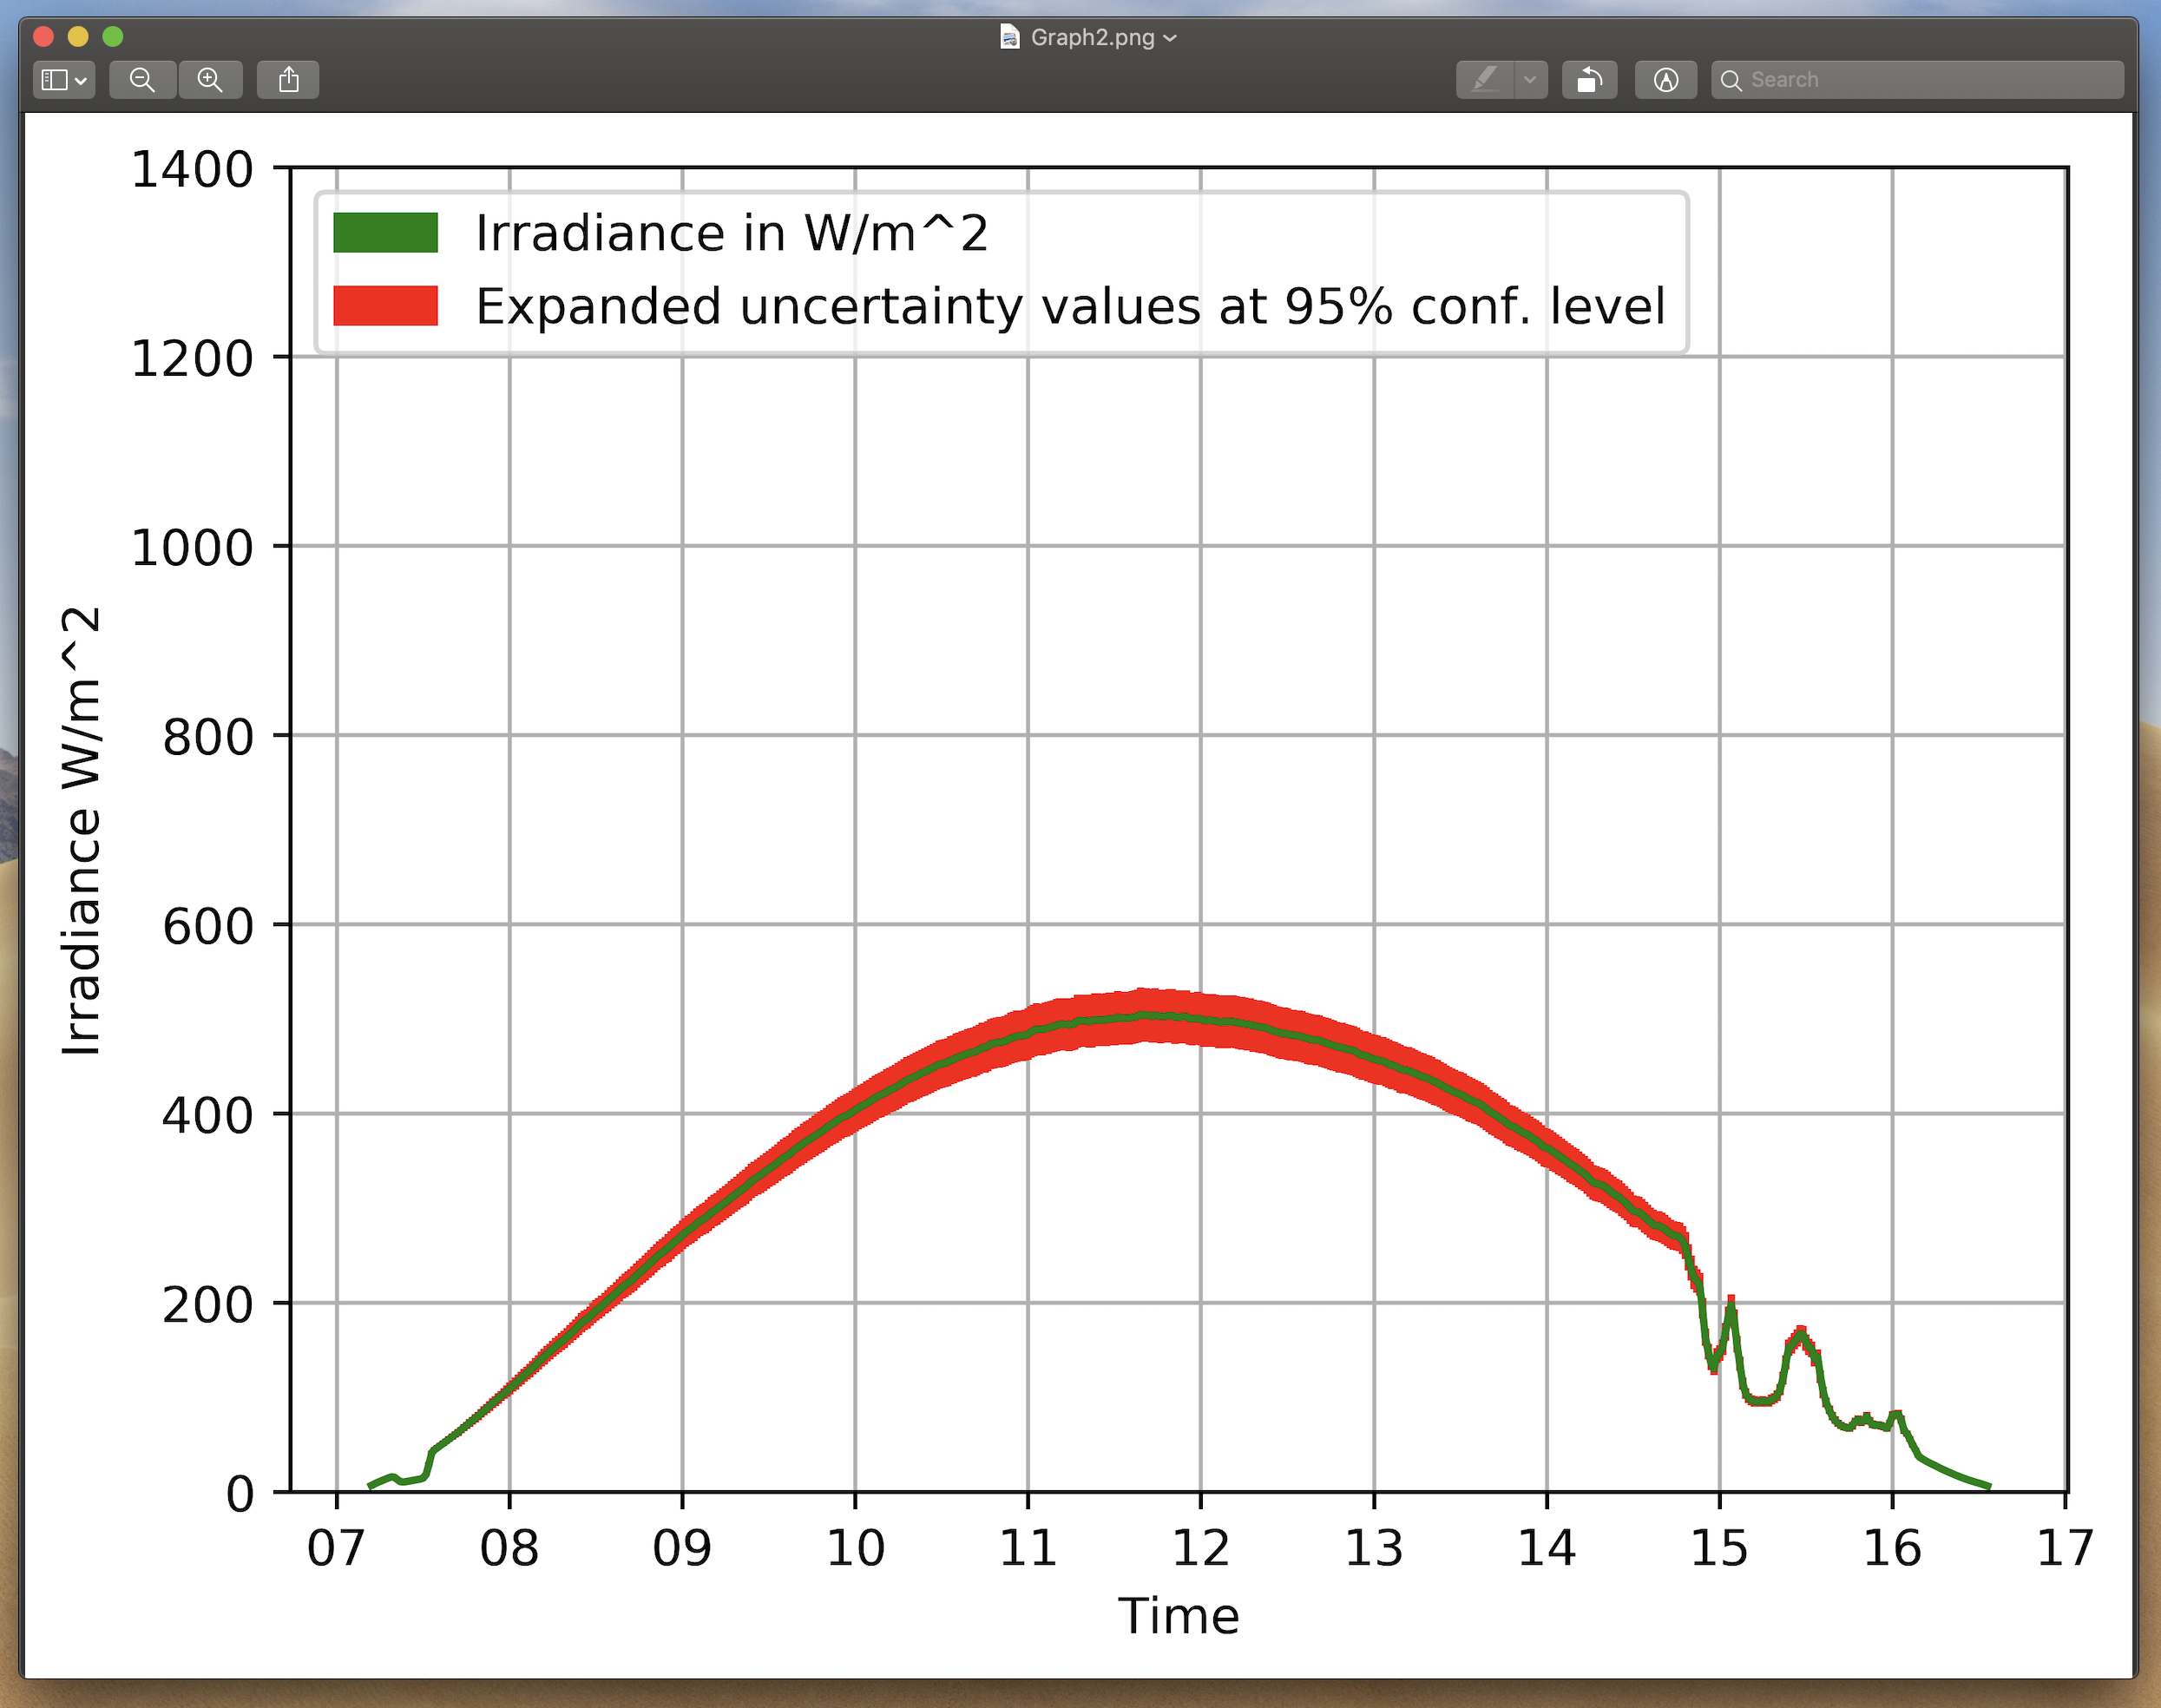 Graph2.png
Search
1400
1200
1000
800
600
400
200
0
Irradiance W/m^2
Irradiance in W/m^2
Expanded uncertainty values at 95% conf. level
07 08 09 10 11 12 13 14 15 16 17
Time